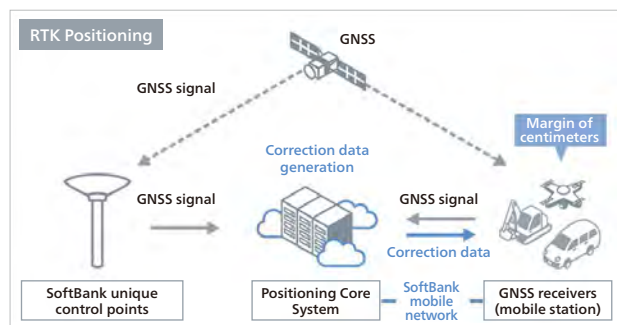 RTK Positioning
GNSS
GNSS signal
Margin of
centimeters
Correction data
generation
GNSS signal
GNSS signal
Correction data
SoftBank unique
control points
Positioning Core
System
SoftBank
mobile
network
GNSS receivers
(mobile station)